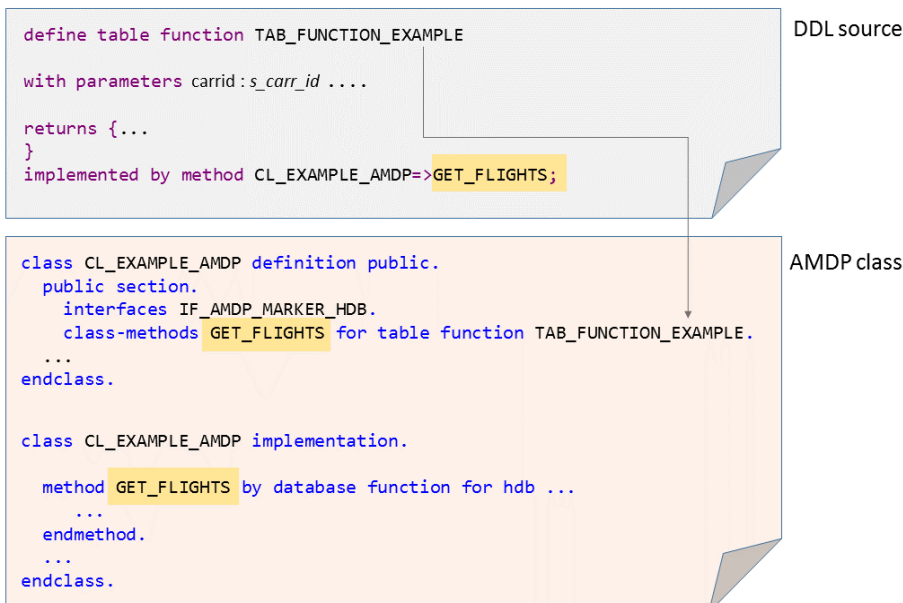 DDL source
define table function TAB_FUNCTION_EXAMPLE
with parameters carrid : s_carr_id ....
returns {...
}
implemented by method CL_EXAMPLE_AMDP=>GET_FLIGHTS;
AMDP class
class CL_EXAMPLE_AMDP definition public.
public section.
interfaces IF_AMDP_MARKER_HDB.
class-methods GET_FLIGHTS for table function TAB_FUNCTION_EXAMPLE.
...
endclass.
class CL_EXAMPLE_AMDP implementation.
method GET_FLIGHTS by database function for hdb ...
...
endmethod.
...
endclass.